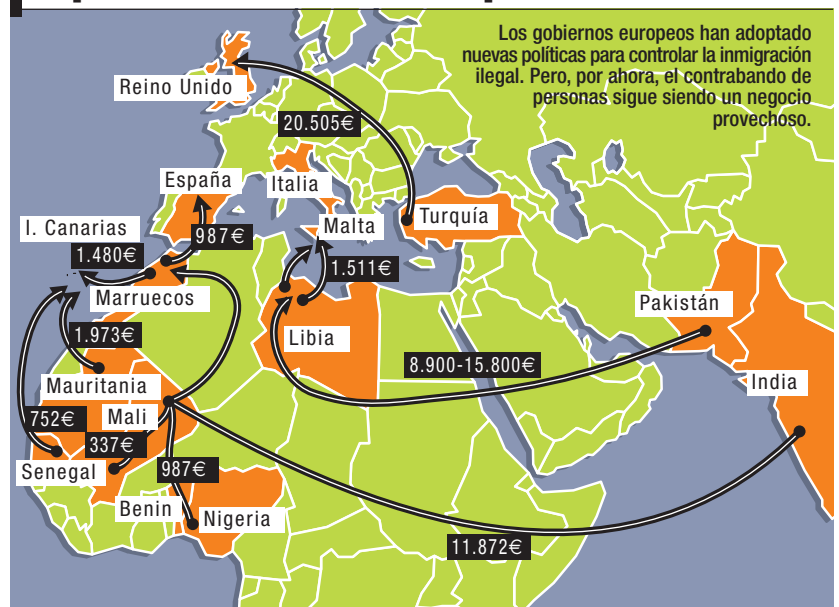 Los gobiernos europeos han adoptado
nuevas políticas para controlar la inmigración
ilegal. Pero, por ahora, el contrabando de
personas sigue siendo un negocio
provechoso.
Reino Unido
20.505€
España
Italia
I. Canarias
987€
Malta
Turquía
1.480€
1.511€
Marruecos
Pakistán
1.973€
Libia
8.900-15.800€
Mauritania
India
752€
Mali
337€
Senegal
987€
Benin
Nigeria
11.872€